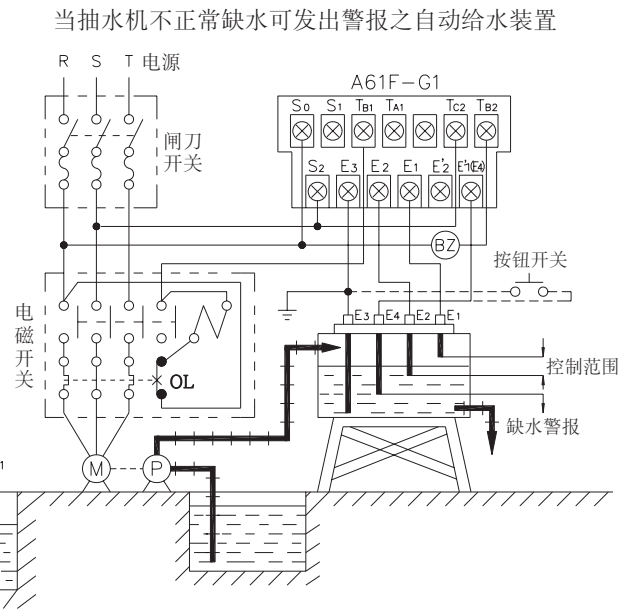 当抽水机不正常缺水可发出警报之自动给水装置
R S T 电源
A61F-G1
S0 S1 TB1 TA1 TC2 TB2
闸刀
开关
S2 E3 E2 E1 E'2 E'1(E4)
BZ
按钮开关
E3 E4 E2 E1
电
磁
开
关
控制范围
OL
缺水警报
M P
1